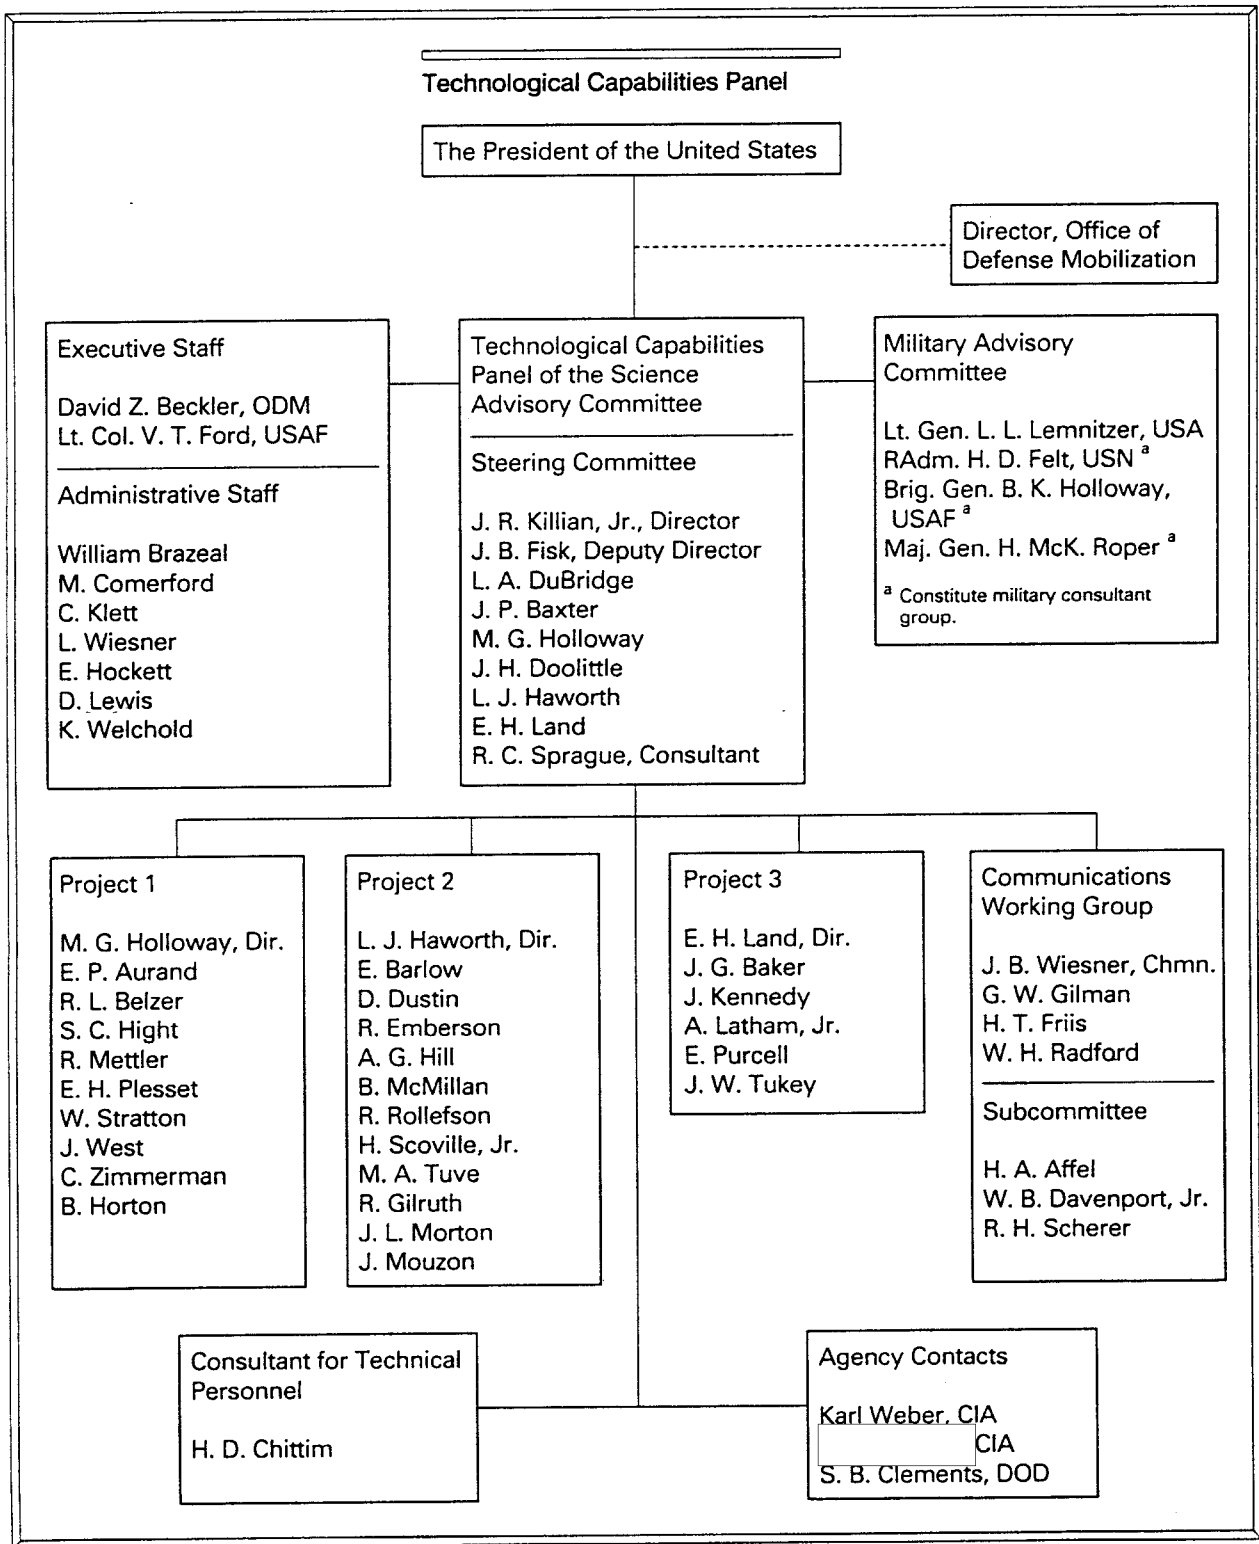 Technological Capabilities Panel
The President of the United States
Director, Office of
Defense Mobilization
Executive Staff
David Z. Beckler, ODM
Lt. Col. V. T. Ford, USAF
Administrative Staff
William Brazeal
M. Comerford
C. Klett
L. Wiesner
E. Hockett
D. Lewis
K. Welchold
Technological Capabilities
Panel of the Science
Advisory Committee
Steering Committee
J. R. Killian, Jr., Director
J. B. Fisk, Deputy Director
L. A. DuBridge
J. P. Baxter
M. G. Holloway
J. H. Doolittle
L. J. Haworth
E. H. Land
R. C. Sprague, Consultant
Military Advisory
Committee
Lt. Gen. L. L. Lemnitzer, USA
RAdm. H. D. Felt, USN a
Brig. Gen. B. K. Holloway,
USAF a
Maj. Gen. H. McK. Roper a
a Constitute military consultant
group.
Project 1
M. G. Holloway, Dir.
E. P. Aurand
R. L. Belzer
S. C. Hight
R. Mettler
E. H. Plesset
W. Stratton
J. West
C. Zimmerman
B. Horton
Project 2
L. J. Haworth, Dir.
E. Barlow
D. Dustin
R. Emberson
A. G. Hill
B. McMillan
R. Rollefson
H. Scoville, Jr.
M. A. Tuve
R. Gilruth
J. L. Morton
J. Mouzon
Project 3
E. H. Land, Dir.
J. G. Baker
J. Kennedy
A. Latham, Jr.
E. Purcell
J. W. Tukey
Communications
Working Group
J. B. Wiesner, Chmn.
G. W. Gilman
H. T. Friis
W. H. Radford
Subcommittee
H. A. Affel
W. B. Davenport, Jr.
R. H. Scherer
Consultant for Technical
Personnel
H. D. Chittim
Agency Contacts
Karl Weber, CIA
CIA
S. B. Clements, DOD